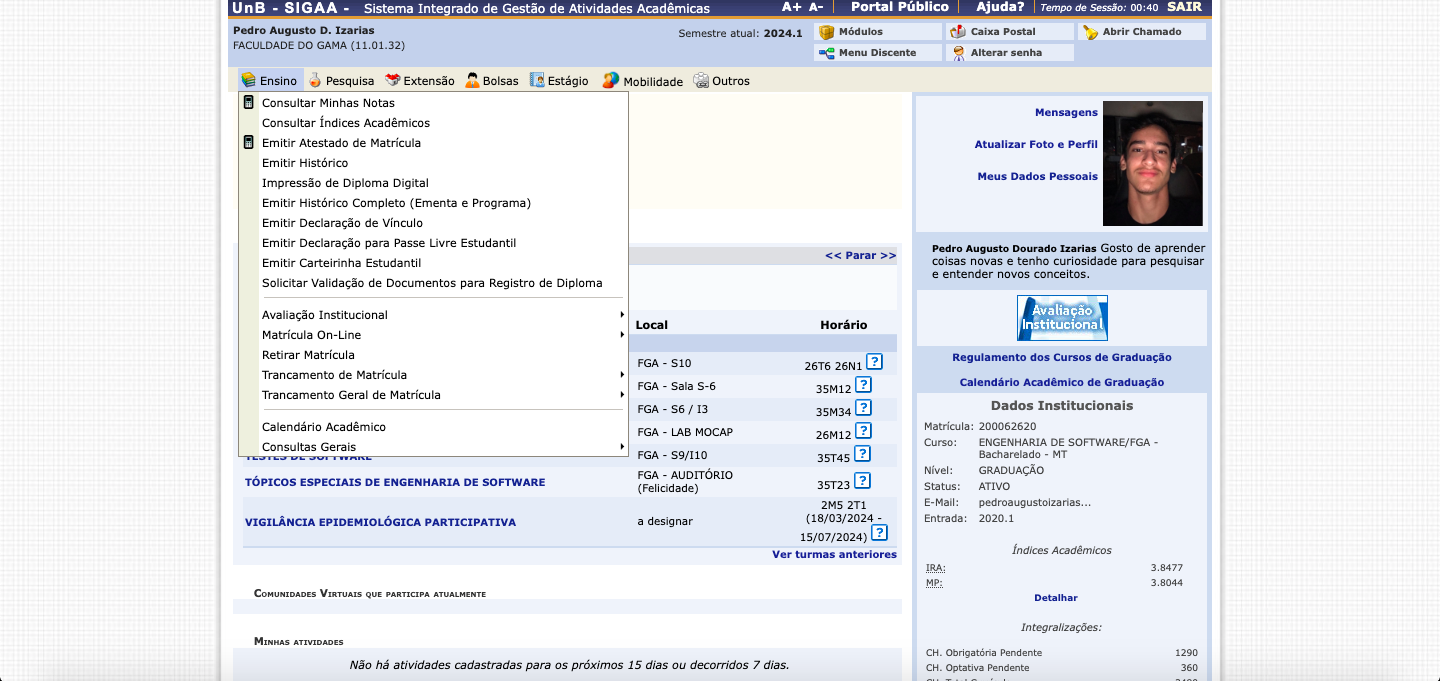 UnB - SIGAA - Sistema Integrado de Gestão de Atividades Acadêmicas
A+ A- Portal Público Ajuda? Tempo de Sessão: 00:40 SAIR
Pedro Augusto D. Izarias
FACULDADE DO GAMA (11.01.32)
Semestre atual: 2024.1
Módulos Caixa Postal Abrir Chamado
Menu Discente Alterar senha
Ensino Pesquisa Extensão Bolsas Estágio Mobilidade Outros
Consultar Minhas Notas
Consultar Índices Acadêmicos
Emitir Atestado de Matrícula
Emitir Histórico
Impressão de Diploma Digital
Emitir Histórico Completo (Ementa e Programa)
Emitir Declaração de Vínculo
Emitir Declaração para Passe Livre Estudantil
Emitir Carteirinha Estudantil
Solicitar Validação de Documentos para Registro de Diploma
Avaliação Institucional
Matrícula On-Line
Retirar Matrícula
Trancamento de Matrícula
Trancamento Geral de Matrícula
Calendário Acadêmico
Consultas Gerais
<< Parar >>
Local Horário
FGA - S10 26T6 26N1 ?
FGA - Sala S-6 35M12 ?
FGA - S6 / I3 35M34 ?
FGA - LAB MOCAP 26M12 ?
TESTES DE SOFTWARE FGA - S9/I10 35T45 ?
TÓPICOS ESPECIAIS DE ENGENHARIA DE SOFTWARE FGA - AUDITÓRIO
(Felicidade) 35T23 ?
VIGILÂNCIA EPIDEMIOLÓGICA PARTICIPATIVA a designar 2M5 2T1
(18/03/2024 -
15/07/2024) ?
Ver turmas anteriores
Comunidades Virtuais que participa atualmente
Minhas atividades
Não há atividades cadastradas para os próximos 15 dias ou decorridos 7 dias.
Mensagens
Atualizar Foto e Perfil
Meus Dados Pessoais
Pedro Augusto Dourado Izarias Gosto de aprender
coisas novas e tenho curiosidade para pesquisar
e entender novos conceitos.
Avaliação
Institucional
Regulamento dos Cursos de Graduação
Calendário Acadêmico de Graduação
Dados Institucionais
Matrícula: 200062620
Curso: ENGENHARIA DE SOFTWARE/FGA -
Bacharelado - MT
Nível: GRADUAÇÃO
Status: ATIVO
E-Mail: pedroaugustoizarias...
Entrada: 2020.1
Índices Acadêmicos
IRA: 3.8477
MP: 3.8044
Detalhar
Integralizações:
CH. Obrigatória Pendente 1290
CH. Optativa Pendente 360